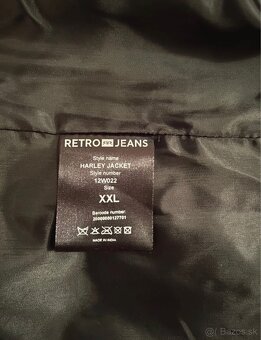 RETRO JEANS
Style name
HARLEY JACKET
Style number
12W022
Size
XXL
Barcode number:
MADE IN INDIA
bazos.sk